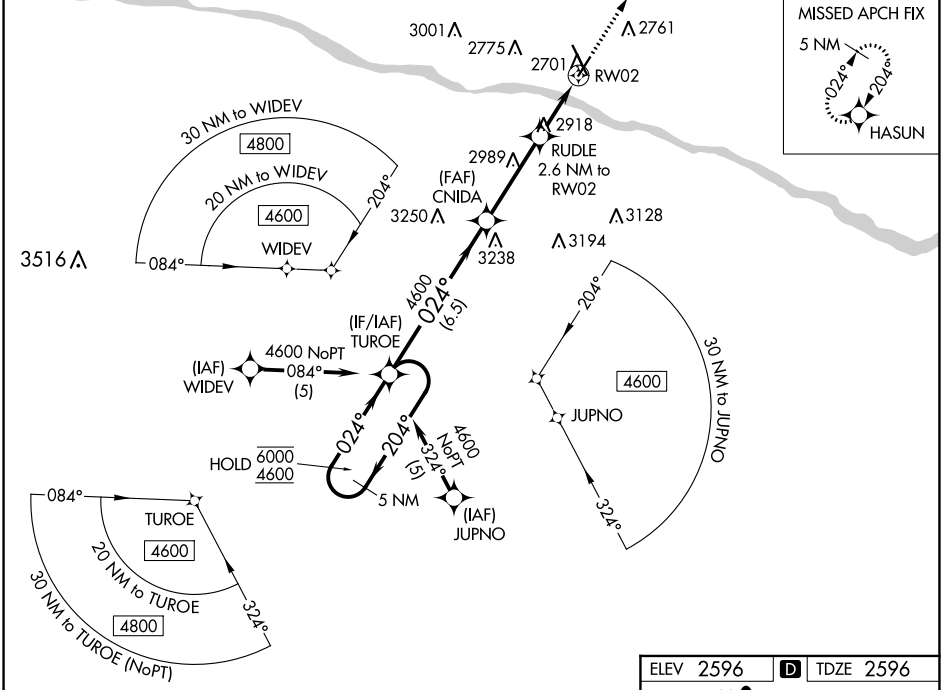 3001
2775
2701
2761
RW02
MISSED APCH FIX
5 NM
024°
204°
HASUN
30 NM to WIDEV
4800
20 NM to WIDEV
4600
204°
WIDEV
084°
3516
2918
RUDLE
2.6 NM to
RW02
2989
(FAF)
CNIDA
3250
3238
3194
3128
4600
024°
(6.5)
(IF/IAF)
TUROE
4600 NoPT
084°
(5)
(IAF)
WIDEV
024°
204°
HOLD
6000
4600
5 NM
4600
NoPT
324°
(5)
(IAF)
JUPNO
204°
4600
JUPNO
30 NM to JUPNO
324°
084°
TUROE
4600
20 NM to TUROE
324°
4800
30 NM to TUROE (NoPT)
ELEV 2596 D TDZE 2596